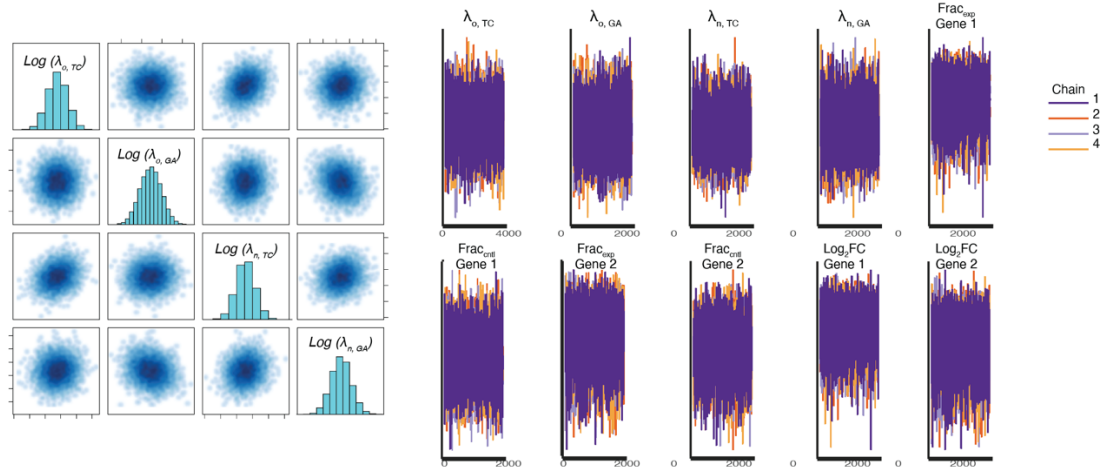 Log (λo, TC)
Log (λo, GA)
Log (λn, TC)
Log (λn, GA)
λo, TC
λo, GA
λn, TC
λn, GA
Fracexp
Gene 1
0 4000
0 2000
0 2000
0 2000
0 2000
Chain
1
2
3
4
Fraccntl
Gene 1
Fracexp
Gene 2
Fraccntl
Gene 2
Log2FC
Gene 1
Log2FC
Gene 2
0 2000
0 2000
0 2000
0 2000
0 2000